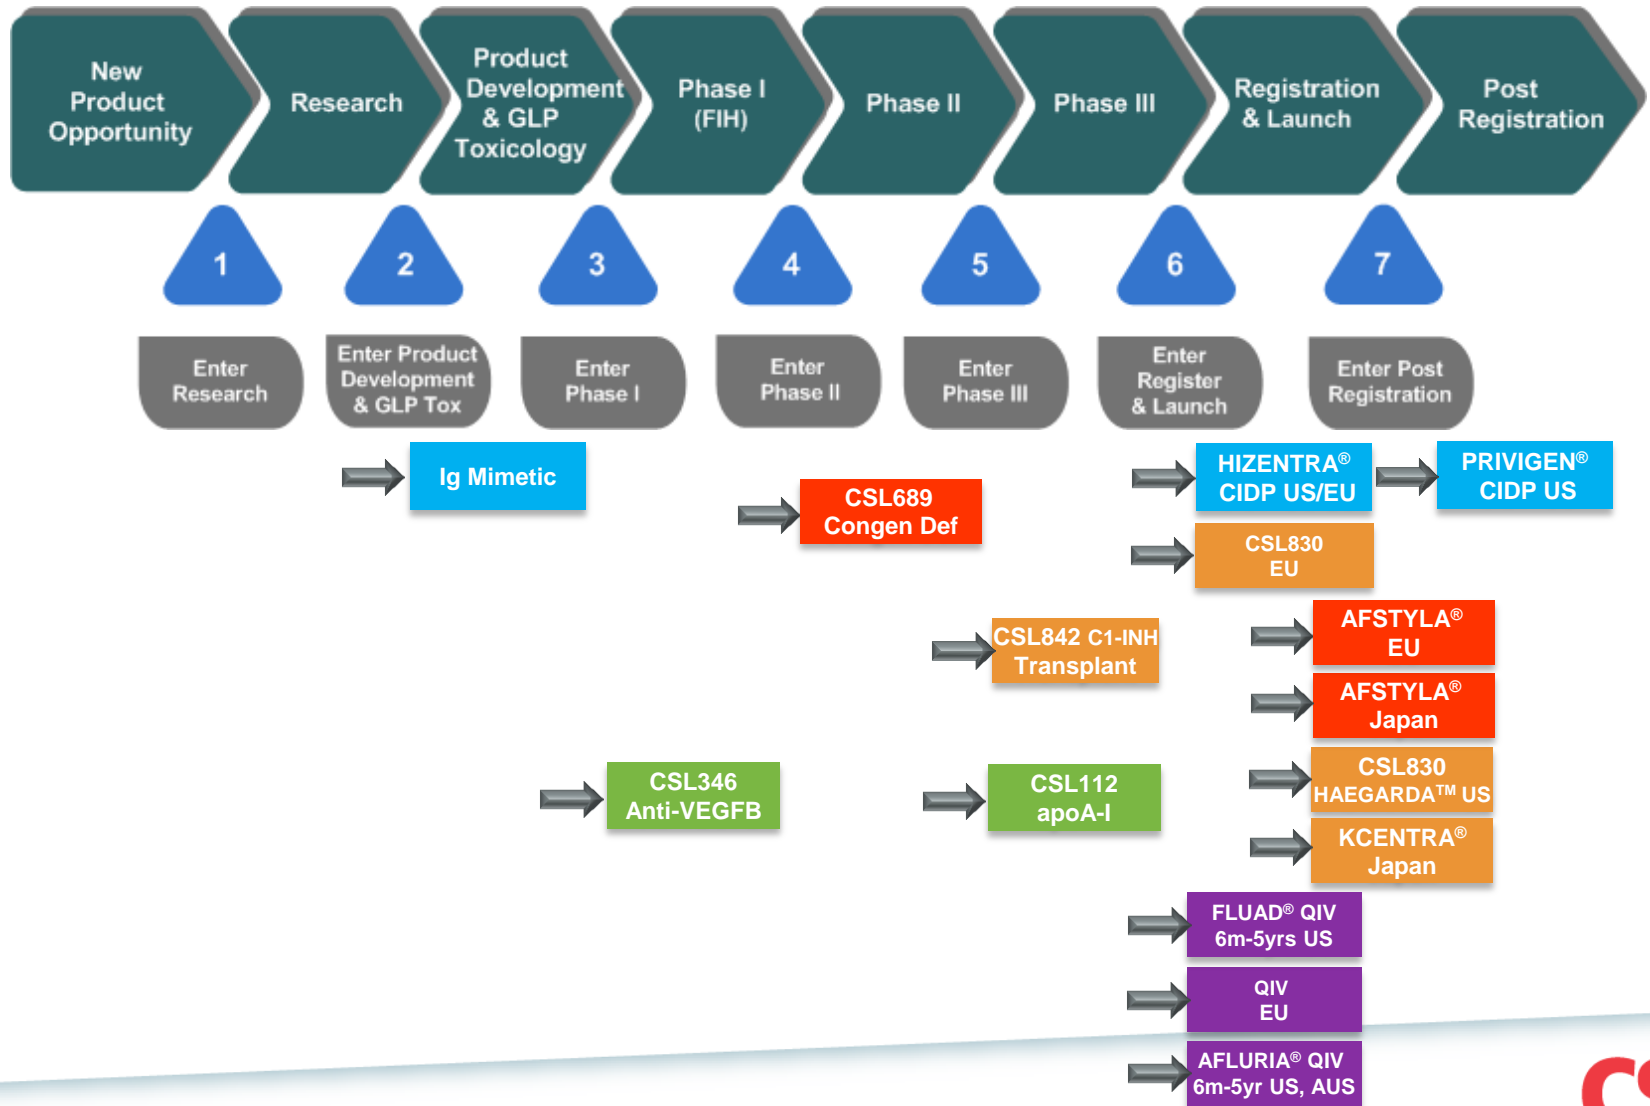 New
Product
Opportunity
Research
Product
Development
& GLP
Toxicology
Phase I
(FIH)
Phase II
Phase III
Registration
& Launch
Post
Registration
1
2
3
4
5
6
7
Enter
Research
Enter Product
Development
& GLP Tox
Enter
Phase I
Enter
Phase II
Enter
Phase III
Enter
Register
& Launch
Enter Post
Registration
Ig Mimetic
CSL689
Congen Def
HIZENTRA®
CIDP US/EU
PRIVIGEN®
CIDP US
CSL830
EU
CSL842 C1-INH
Transplant
AFSTYLA®
EU
AFSTYLA®
Japan
CSL346
Anti-VEGFB
CSL112
apoA-I
CSL830
HAEGARDA™ US
KCENTRA®
Japan
FLUAD® QIV
6m-5yrs US
QIV
EU
AFLURIA® QIV
6m-5yr US, AUS